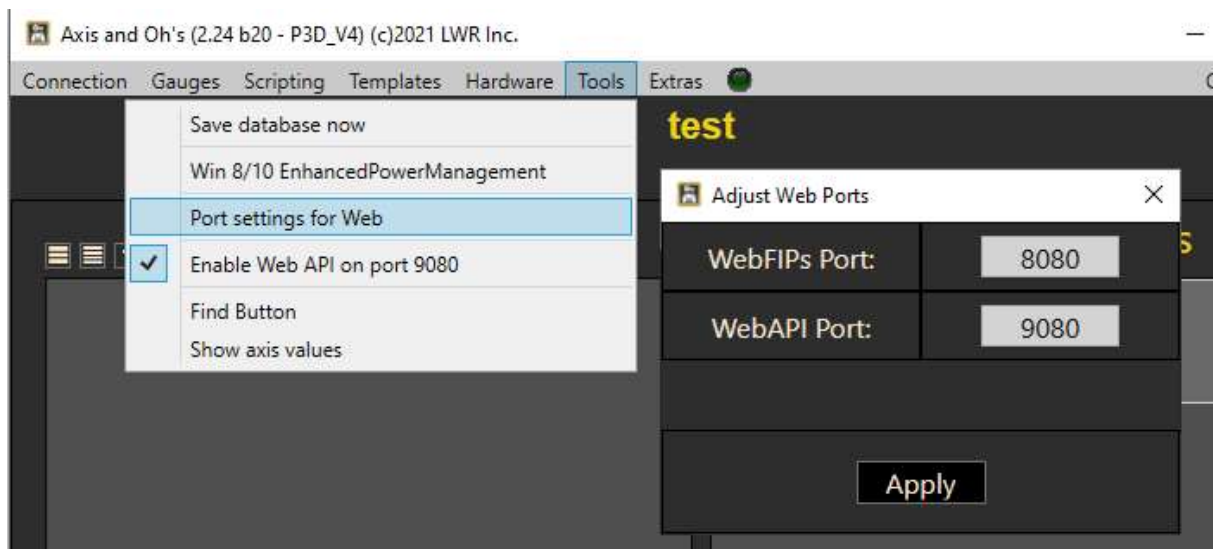 Axis and Oh's (2.24 b20 - P3D_V4) (c)2021 LWR Inc.
Connection Gauges Scripting Templates Hardware Tools Extras
Save database now
Win 8/10 EnhancedPowerManagement
Port settings for Web
Enable Web API on port 9080
Find Button
Show axis values
test
Adjust Web Ports
WebFIPs Port: 8080
WebAPI Port: 9080
Apply